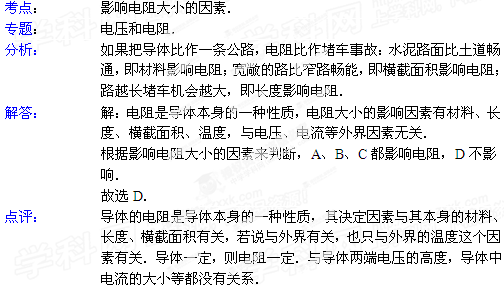 考点：影响电阻大小的因素．
专题：电压和电阻．
分析：如果把导体比作一条公路，电阻比作堵车事故：水泥路面比土道畅
通，即材料影响电阻；宽敞的路比窄路畅能，即横截面积影响电阻；
路越长堵车机会越大，即长度影响电阻．
解答：解：电阻是导体本身的一种性质，电阻大小的影响因素有材料、长
度、横截面积、温度，与电压、电流等外界因素无关．
根据影响电阻大小的因素来判断，A、B、C都影响电阻，D不影
响．
故选D．
点评：导体的电阻是导体本身的一种性质，其决定因素与其本身的材料、
长度、横截面积有关，若说与外界有关，也只与外界的温度这个因
素有关．导体一定，则电阻一定．与导体两端电压的高度，导体中
电流的大小等都没有关系．